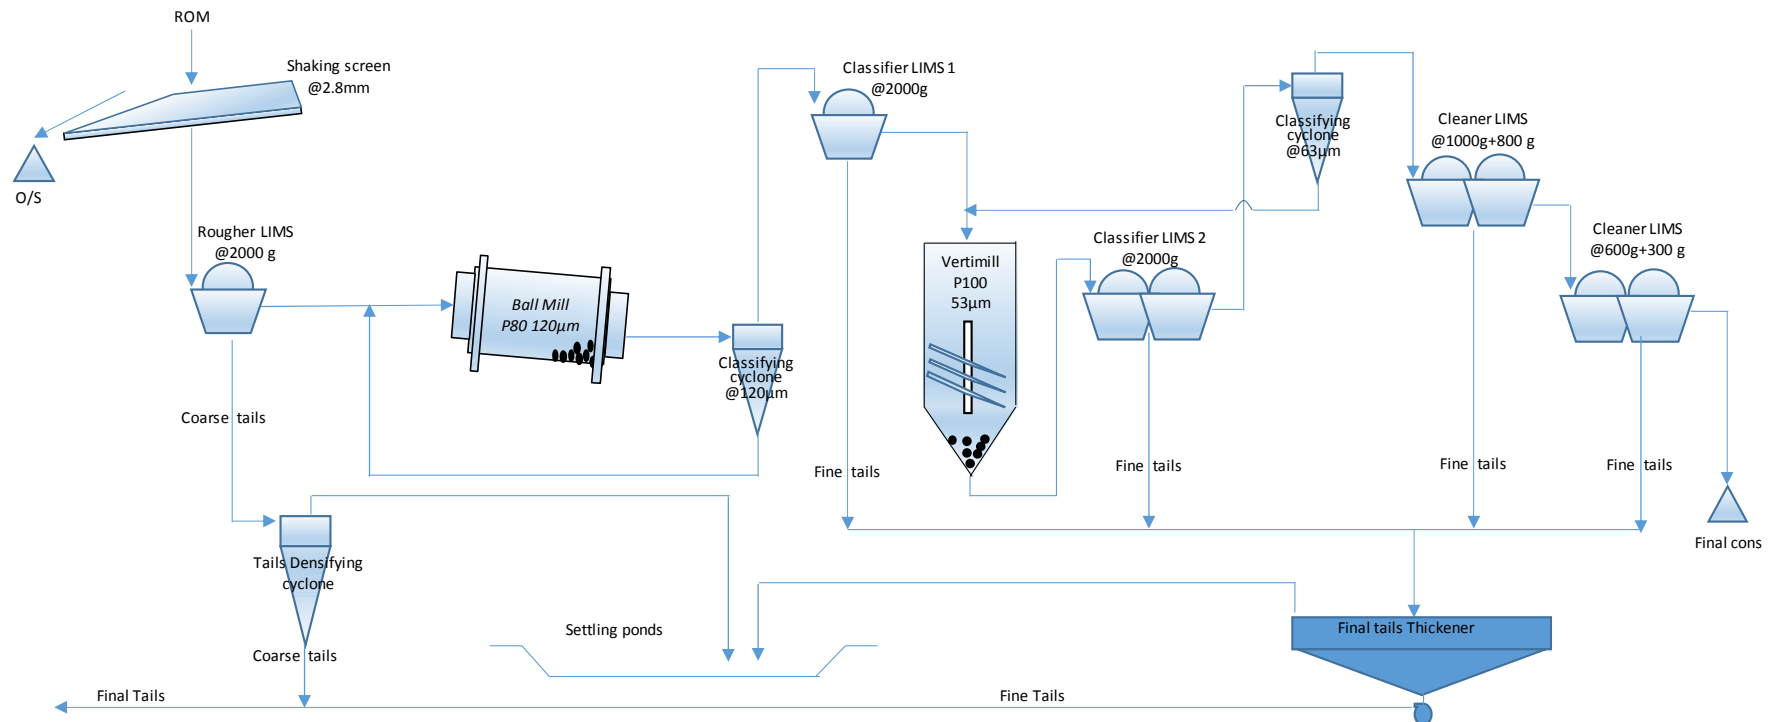 ROM
Shaking screen
@2.8mm
O/S
Rougher LIMS
@2000 g
Ball Mill
P80 120µm
Classifying
cyclone
@120µm
Classifier LIMS 1
@2000g
Vertimill
P100
53µm
Classifier LIMS 2
@2000g
Classifying
cyclone
@63µm
Cleaner LIMS
@1000g+800 g
Cleaner LIMS
@600g+300 g
Coarse tails
Fine tails
Fine tails
Fine tails
Fine tails
Final cons
Tails Densifying
cyclone
Settling ponds
Final tails Thickener
Coarse tails
Final Tails
Fine Tails